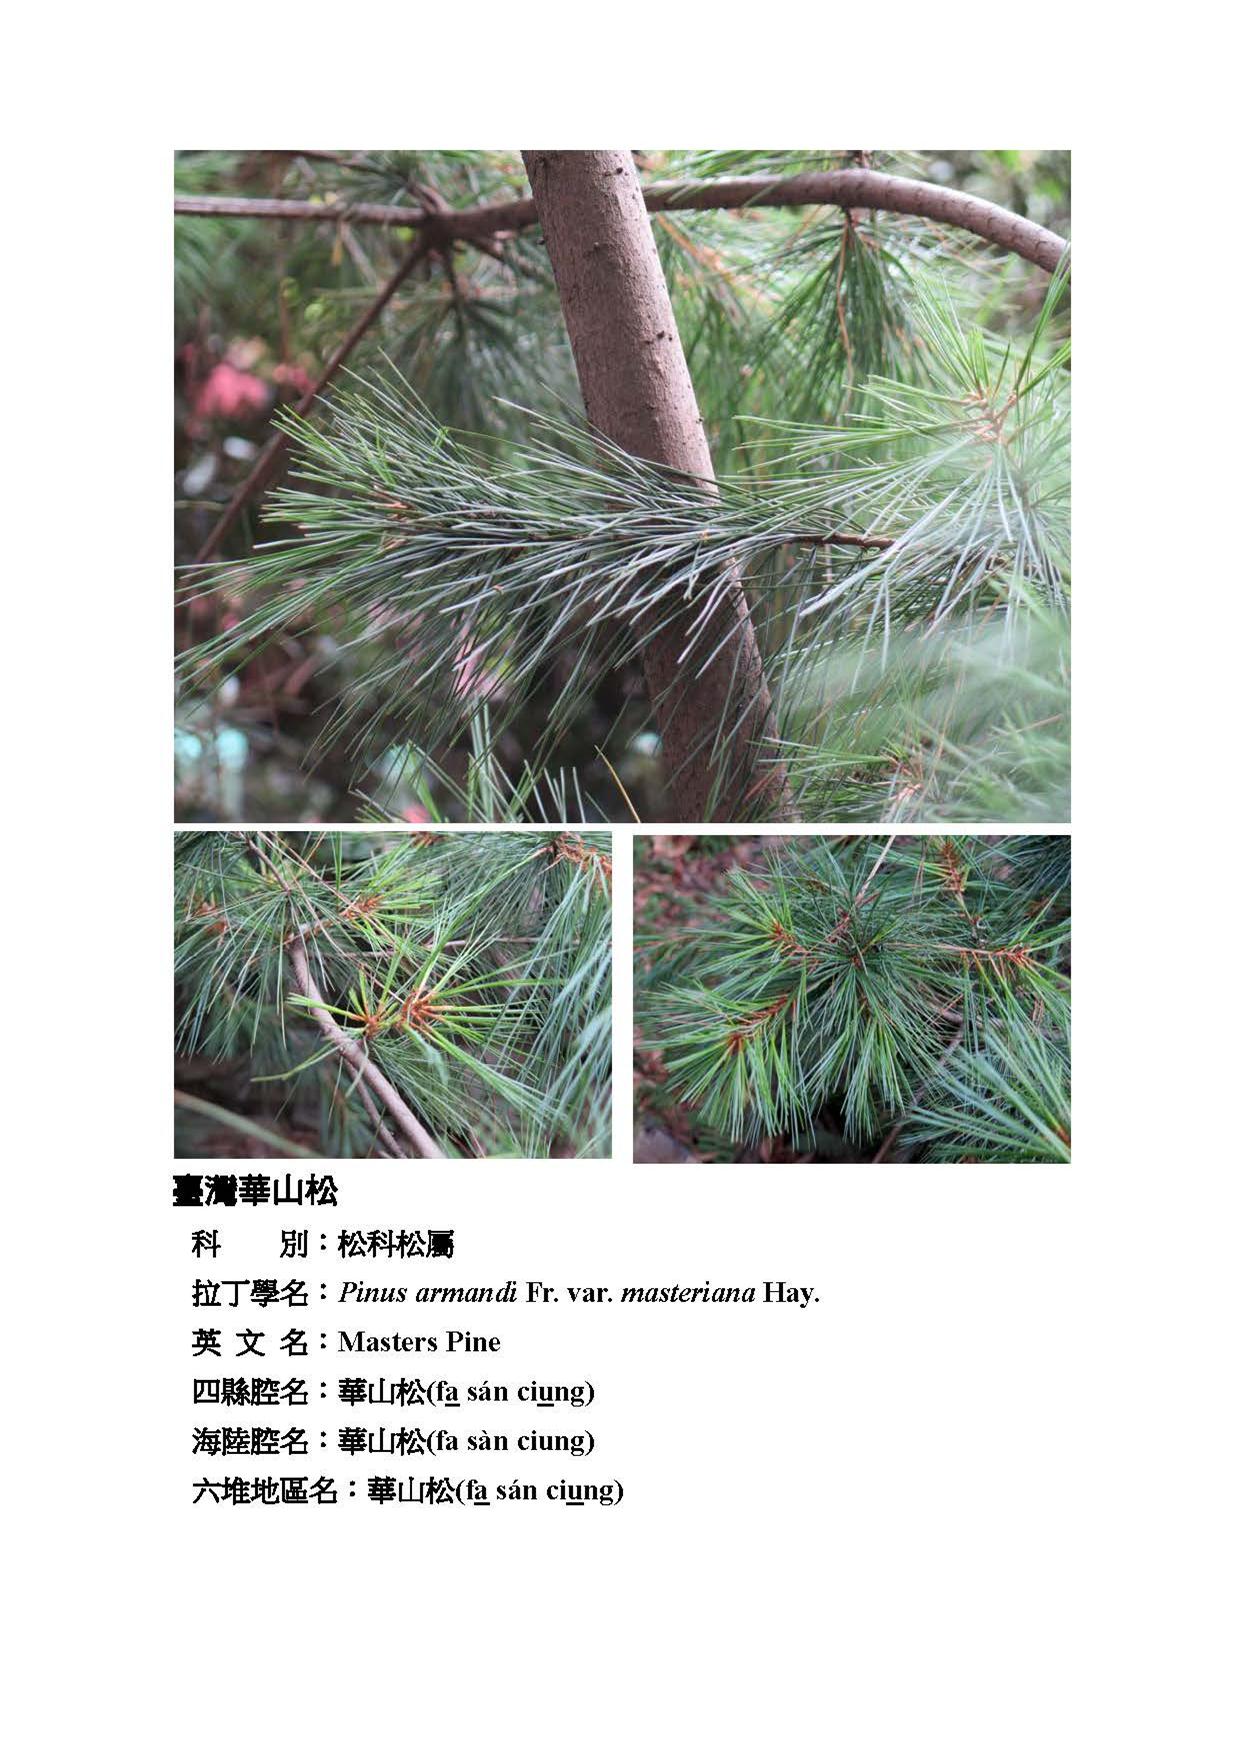 臺灣華山松
科　　別：松科松屬
拉丁學名：Pinus armandi Fr. var. masteriana Hay.
英 文 名：Masters Pine
四縣腔名：華山松(fa̲ sán ciu̲ng)
海陸腔名：華山松(fa sàn ciung)
六堆地區名：華山松(fa̲ sán ciu̲ng)